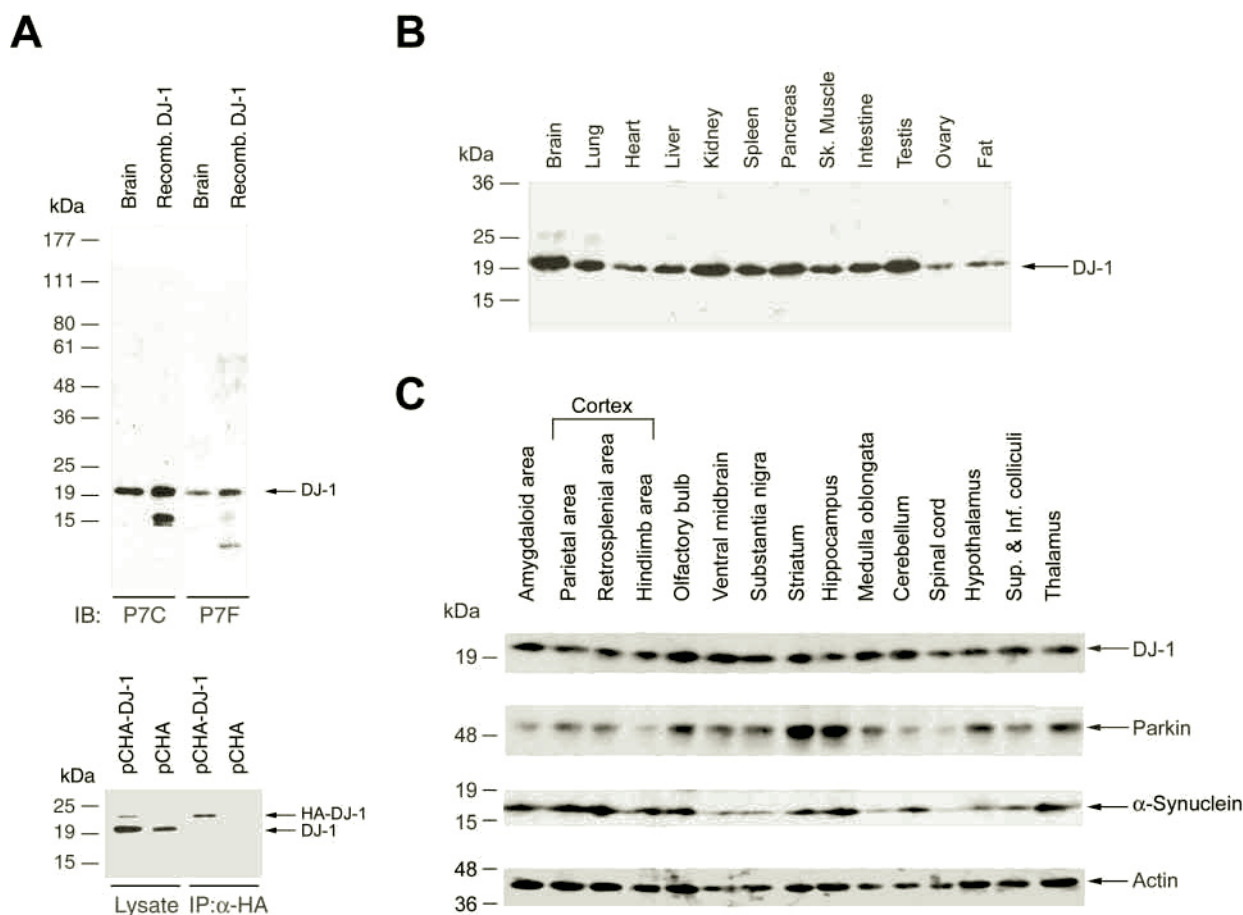 A
Brain
Recomb. DJ-1
Brain
Recomb. DJ-1
kDa
177
111
80
61
48
36
25
19
15
DJ-1
IB: P7C P7F
pCHA-DJ-1
pCHA
pCHA-DJ-1
pCHA
kDa
25
19
15
HA-DJ-1
DJ-1
Lysate IP:α-HA
B
Brain
Lung
Heart
Liver
Kidney
Spleen
Pancreas
Sk. Muscle
Intestine
Testis
Ovary
Fat
kDa
36
25
19
15
DJ-1
C
Cortex
Amygdaloid area
Parietal area
Retrosplenial area
Hindlimb area
Olfactory bulb
Ventral midbrain
Substantia nigra
Striatum
Hippocampus
Medulla oblongata
Cerebellum
Spinal cord
Hypothalamus
Sup. & Inf. colliculi
Thalamus
kDa
19
DJ-1
48
Parkin
19
15
α-Synuclein
48
36
Actin